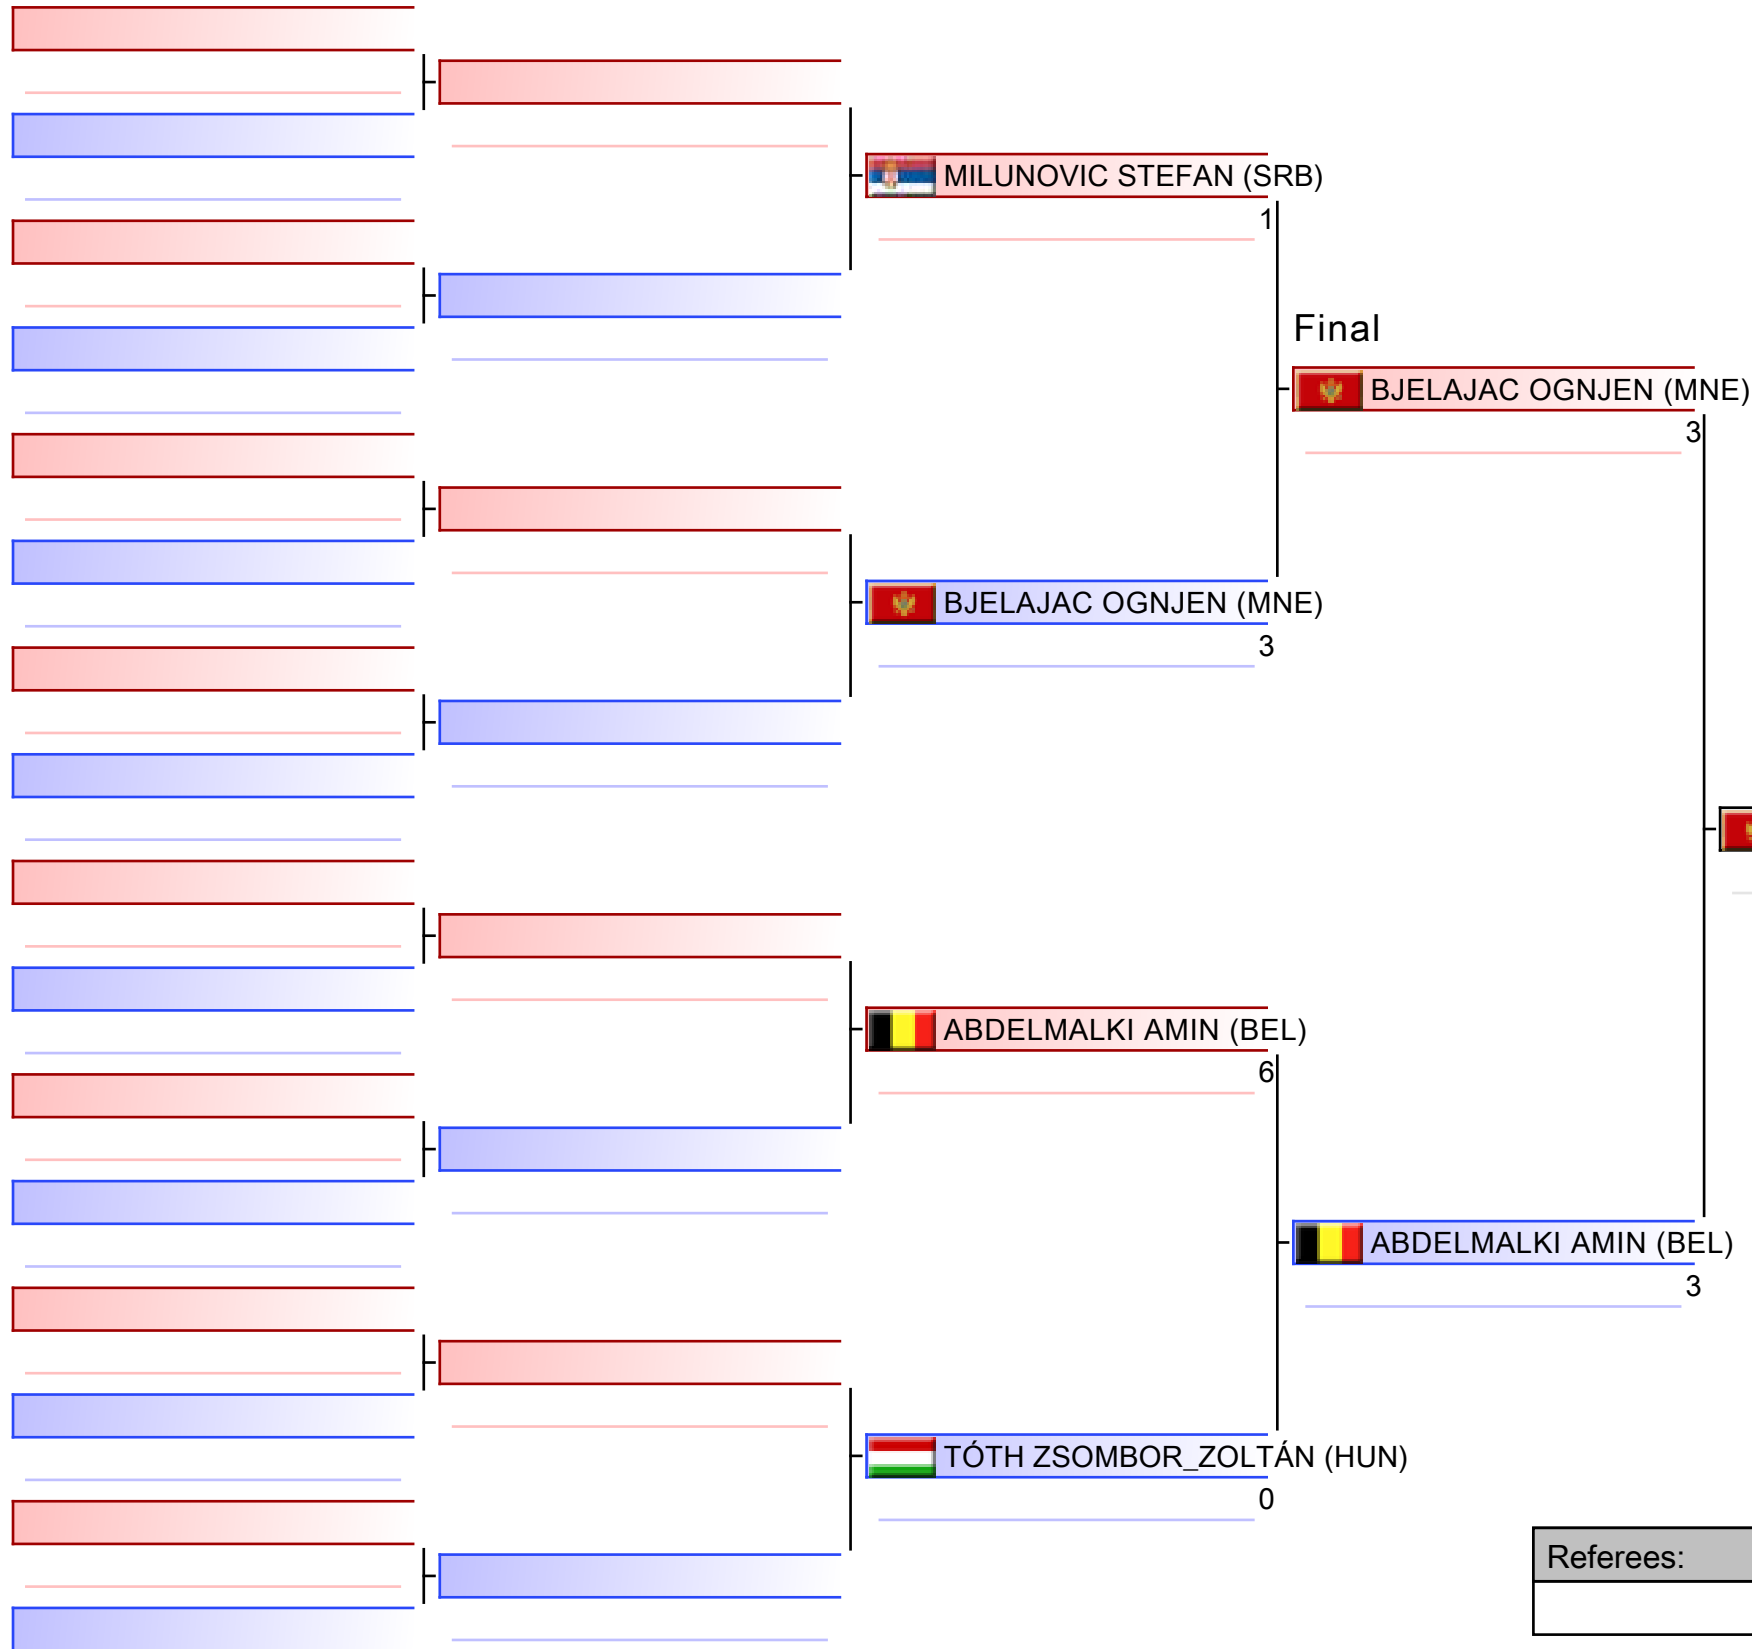 MILUNOVIC STEFAN (SRB)
1
Final
BJELAJAC OGNJEN (MNE)
3
BJELAJAC OGNJEN (MNE)
3
ABDELMALKI AMIN (BEL)
6
ABDELMALKI AMIN (BEL)
3
TÓTH ZSOMBOR_ZOLTÁN (HUN)
0
Referees: